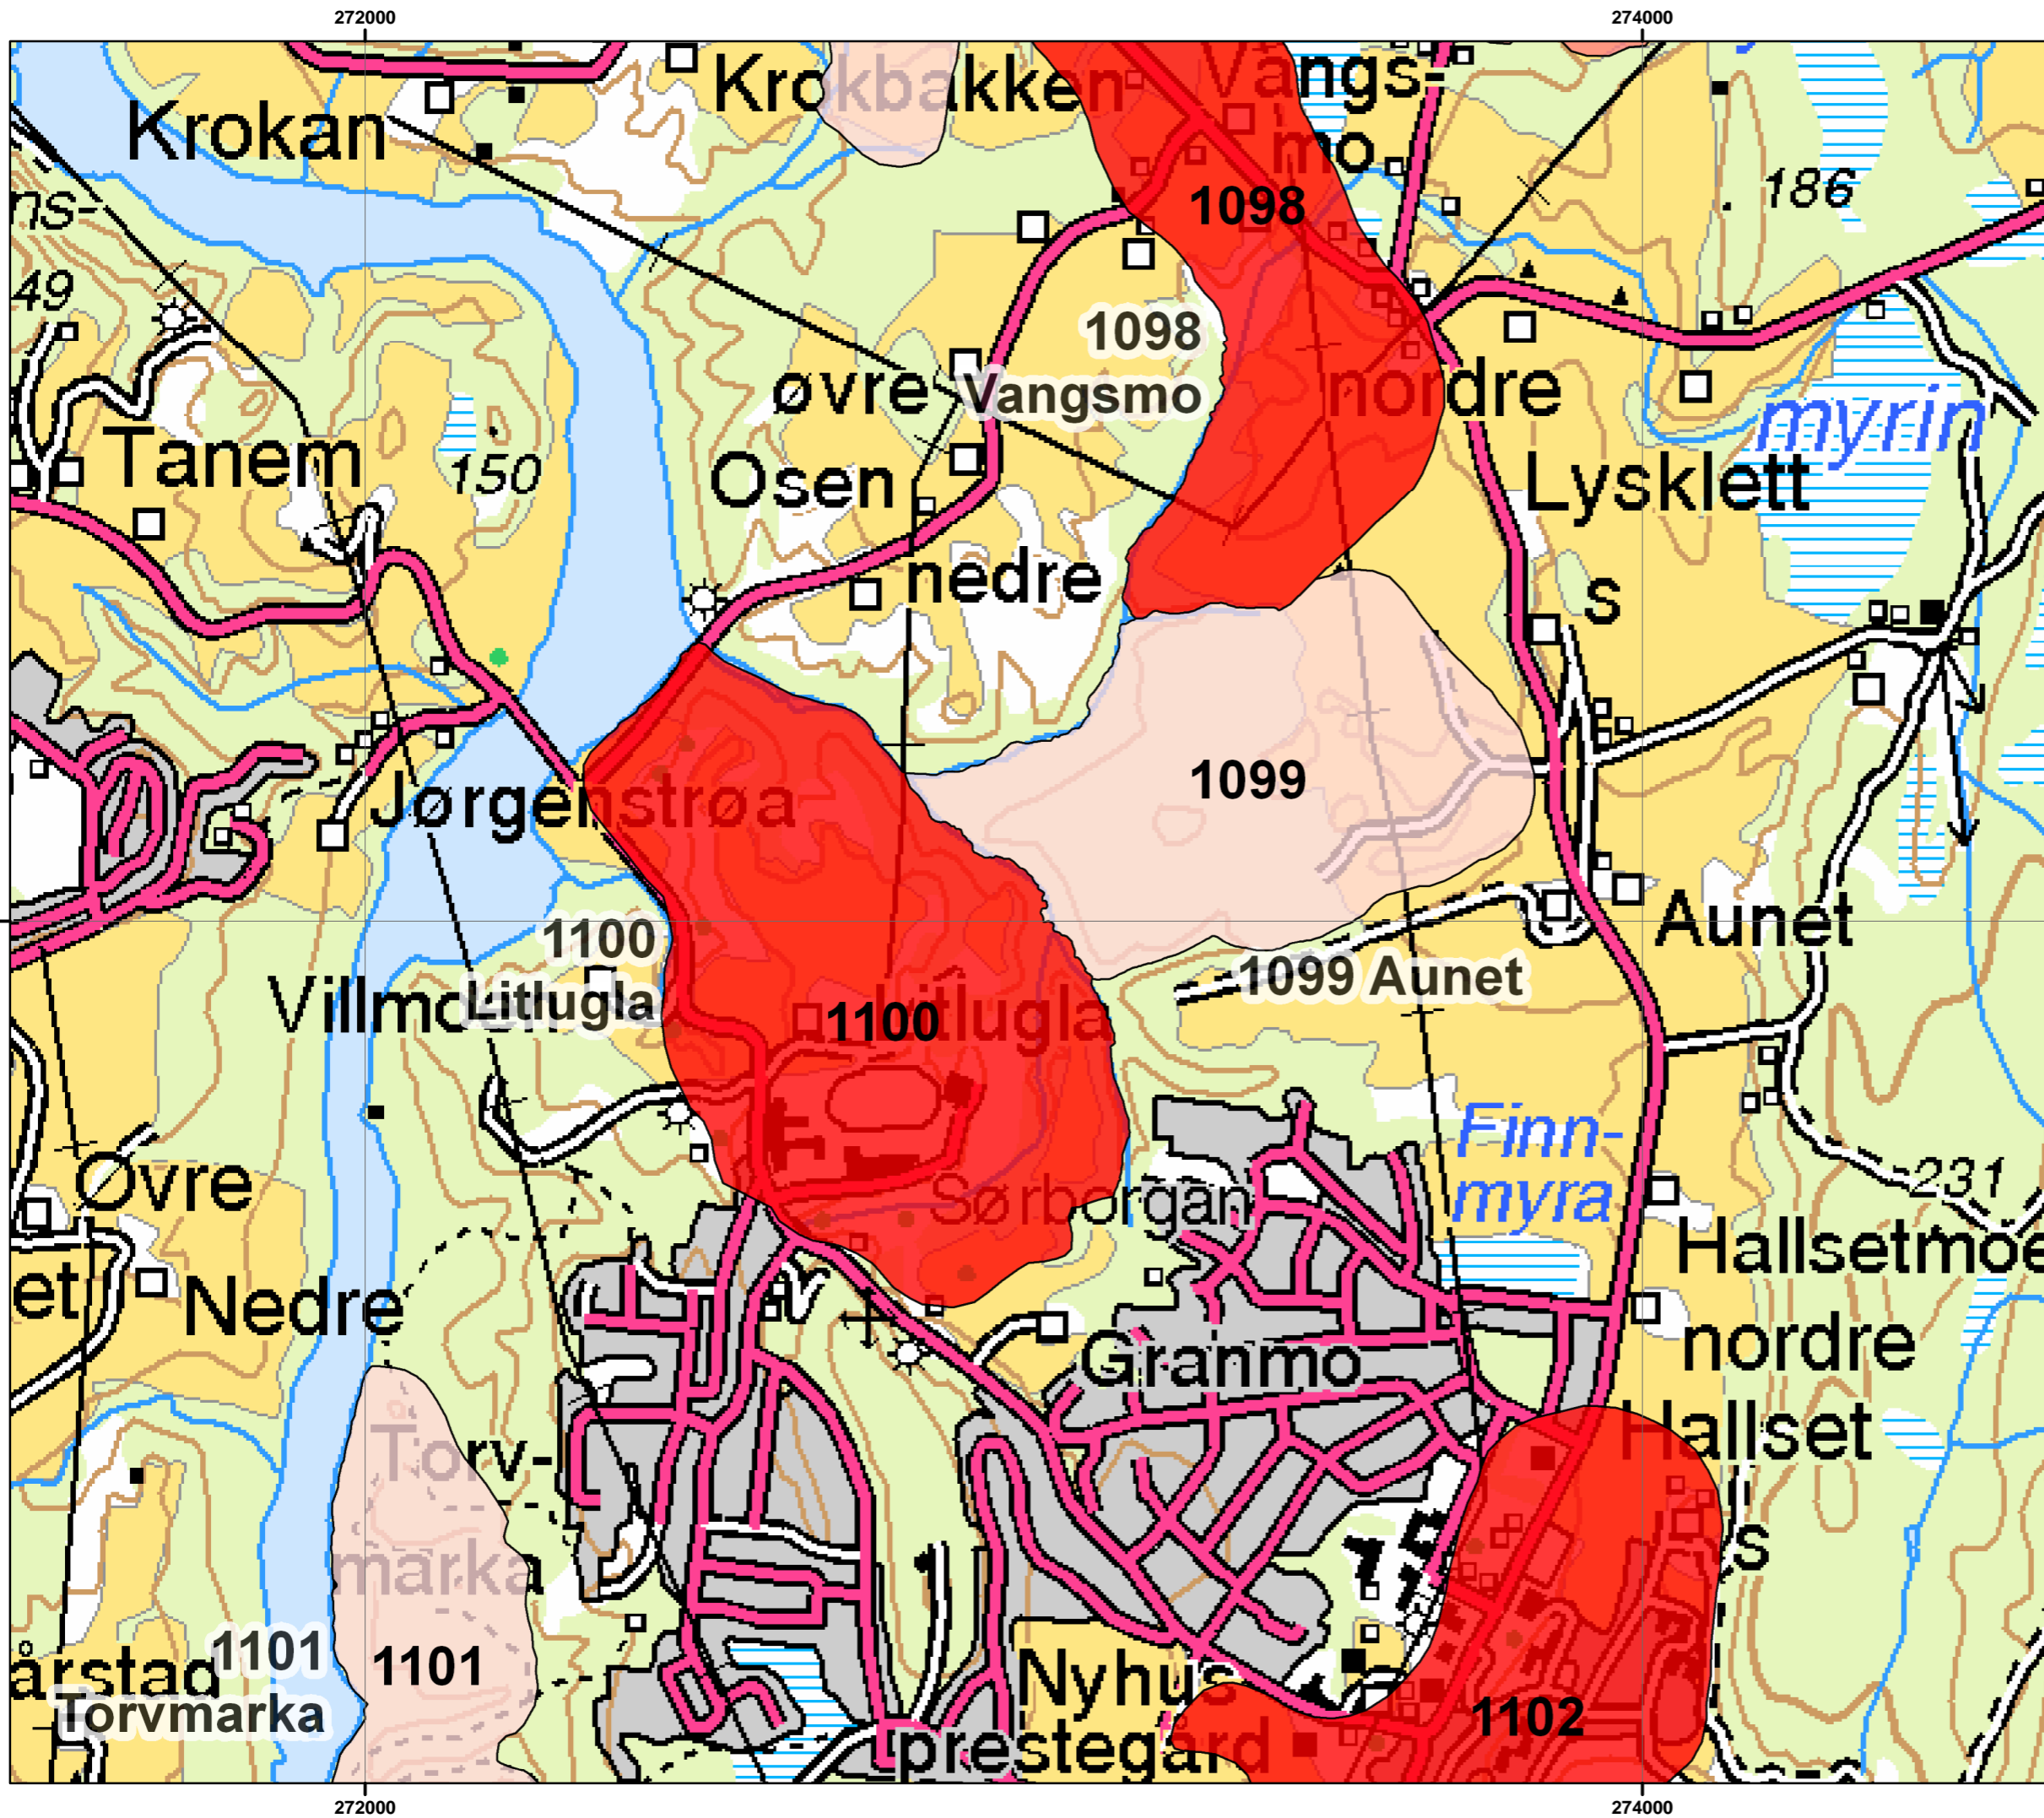 272000 274000
Krokbakken
Vangs-
mo
Krokan
ns-
186
1098
49
1098
Vangsmo
øvre
nordre
myrin
Tanem
150
Osen
Lysklett
nedre
s
1099
Jørgenstrøa
Aunet
1100
Litlugla
Villmoen
1099 Aunet
1100
Litlugla
Finn-
myra
Øvre
231
Sørborgan
Hallsetmoe
et
Nedre
nordre
Granmo
Hallset
Torv-
marka
s
1101
1101
årstad
Torvmarka
Nyhus
prestegård
1102
272000 274000